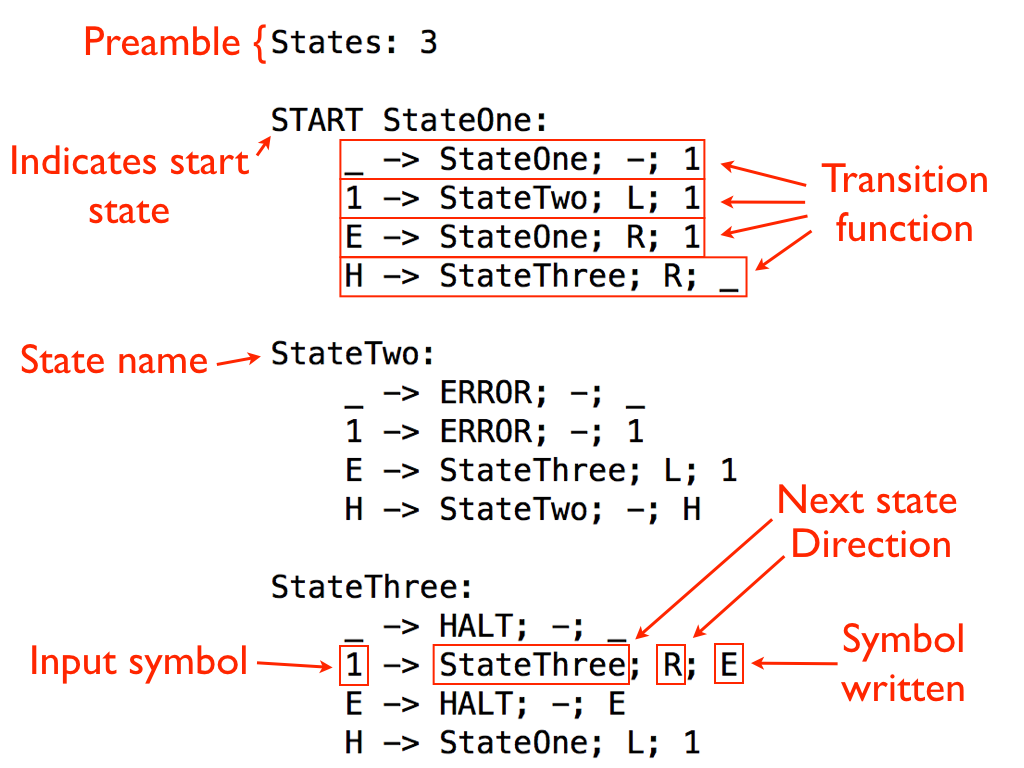 Preamble {States: 3
START StateOne:
Indicates start
state
_ -> StateOne; -; 1
1 -> StateTwo; L; 1
E -> StateOne; R; 1
H -> StateThree; R; _
Transition
function
State name
StateTwo:
_ -> ERROR; -; _
1 -> ERROR; -; 1
E -> StateThree; L; 1
H -> StateTwo; -; H
Next state
Direction
StateThree:
_ -> HALT; -; _
Input symbol
1 -> StateThree; R; E
Symbol
written
E -> HALT; -; E
H -> StateOne; L; 1